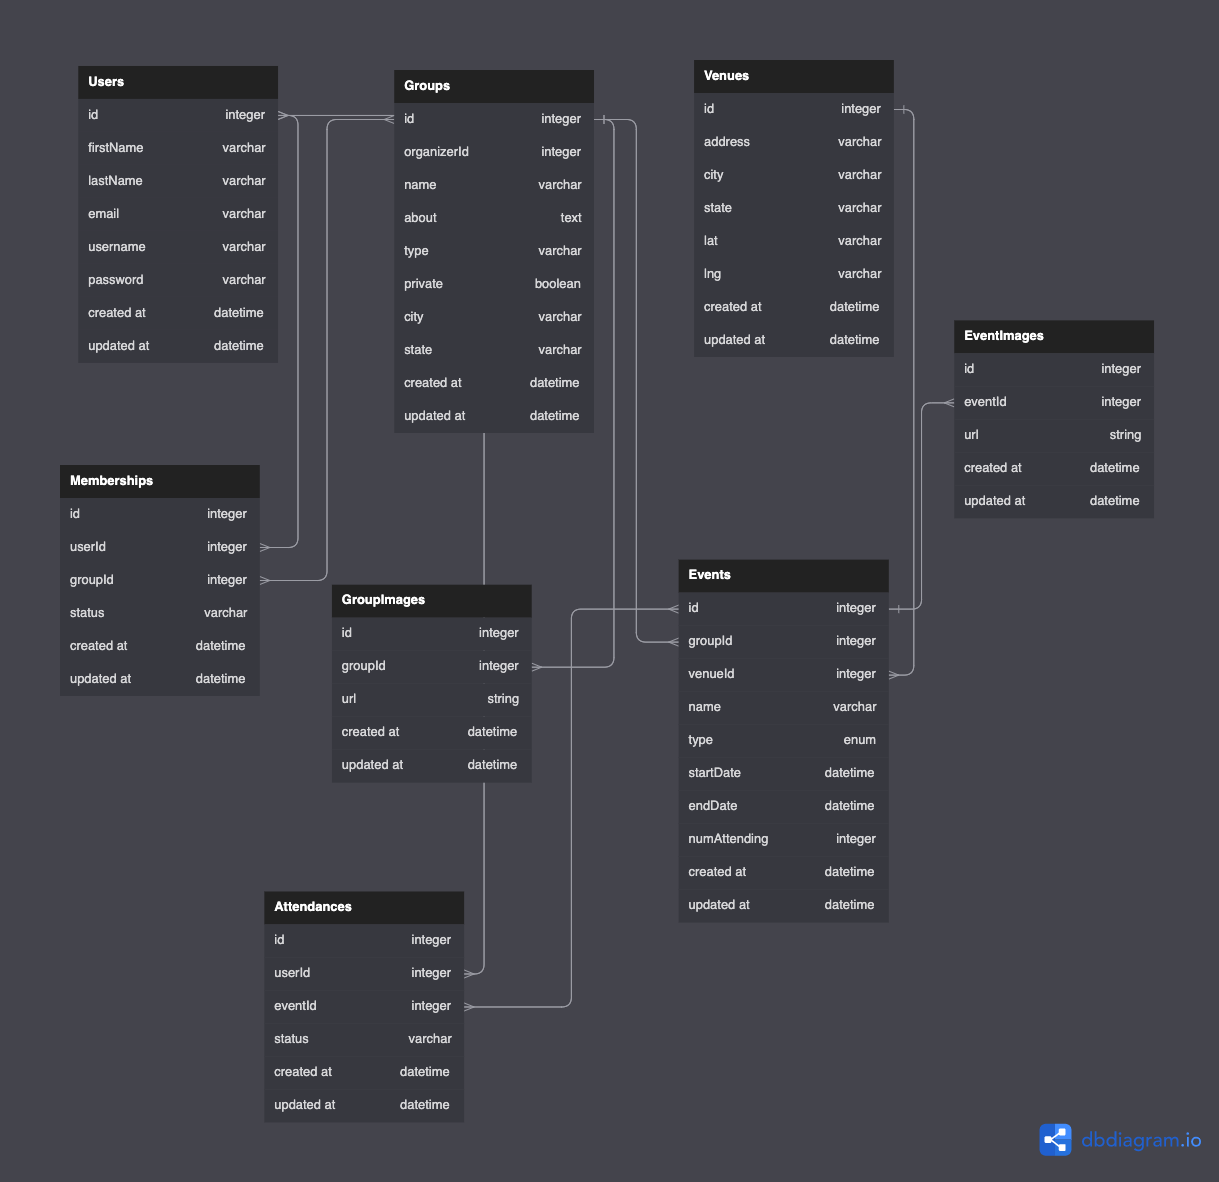 Users
id integer
firstName varchar
lastName varchar
email varchar
username varchar
password varchar
created at datetime
updated at datetime
Groups
id integer
organizerId integer
name varchar
about text
type varchar
private boolean
city varchar
state varchar
created at datetime
updated at datetime
Venues
id integer
address varchar
city varchar
state varchar
lat varchar
lng varchar
created at datetime
updated at datetime
EventImages
id integer
eventId integer
url string
created at datetime
updated at datetime
Memberships
id integer
userId integer
groupId integer
status varchar
created at datetime
updated at datetime
GroupImages
id integer
groupId integer
url string
created at datetime
updated at datetime
Events
id integer
groupId integer
venueId integer
name varchar
type enum
startDate datetime
endDate datetime
numAttending integer
created at datetime
updated at datetime
Attendances
id integer
userId integer
eventId integer
status varchar
created at datetime
updated at datetime
dbdiagram.io